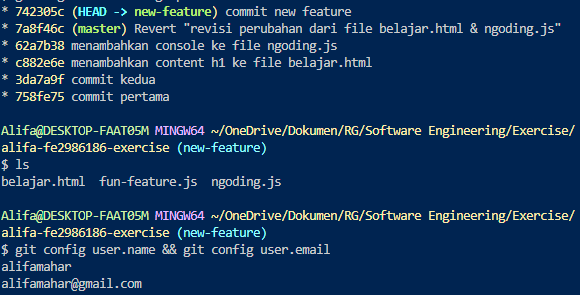 * 742305c (HEAD -> new-feature) commit new feature
* 7a8f46c (master) Revert "revisi perubahan dari file belajar.html & ngoding.js"
* 62a7b38 menambahkan console ke file ngoding.js
* c882e6e menambahkan content h1 ke file belajar.html
* 3da7a9f commit kedua
* 758fe75 commit pertama
Alifa@DESKTOP-FAAT05M MINGW64 ~/OneDrive/Dokumen/RG/Software Engineering/Exercise/
alifa-fe2986186-exercise (new-feature)
$ ls
belajar.html  fun-feature.js  ngoding.js
Alifa@DESKTOP-FAAT05M MINGW64 ~/OneDrive/Dokumen/RG/Software Engineering/Exercise/
alifa-fe2986186-exercise (new-feature)
$ git config user.name && git config user.email
alifamahar
alifamahar@gmail.com